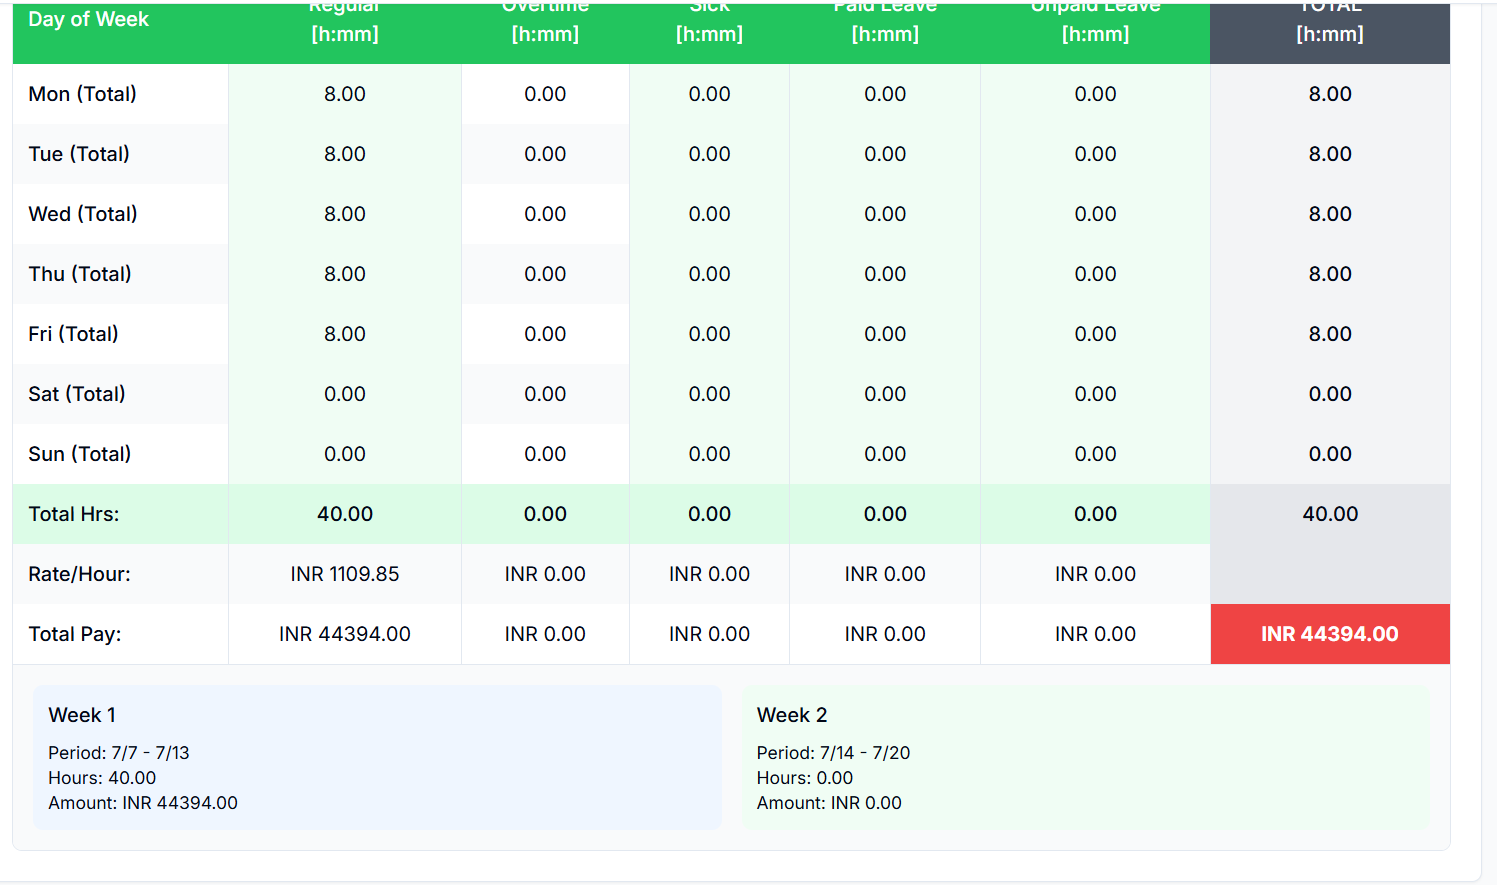 Day of Week Regular Overtime Sick Paid Leave Unpaid Leave TOTAL
[h:mm] [h:mm] [h:mm] [h:mm] [h:mm] [h:mm]
Mon (Total) 8.00 0.00 0.00 0.00 0.00 8.00
Tue (Total) 8.00 0.00 0.00 0.00 0.00 8.00
Wed (Total) 8.00 0.00 0.00 0.00 0.00 8.00
Thu (Total) 8.00 0.00 0.00 0.00 0.00 8.00
Fri (Total) 8.00 0.00 0.00 0.00 0.00 8.00
Sat (Total) 0.00 0.00 0.00 0.00 0.00 0.00
Sun (Total) 0.00 0.00 0.00 0.00 0.00 0.00
Total Hrs: 40.00 0.00 0.00 0.00 0.00 40.00
Rate/Hour: INR 1109.85 INR 0.00 INR 0.00 INR 0.00 INR 0.00
Total Pay: INR 44394.00 INR 0.00 INR 0.00 INR 0.00 INR 0.00 INR 44394.00
Week 1
Period: 7/7 - 7/13
Hours: 40.00
Amount: INR 44394.00
Week 2
Period: 7/14 - 7/20
Hours: 0.00
Amount: INR 0.00